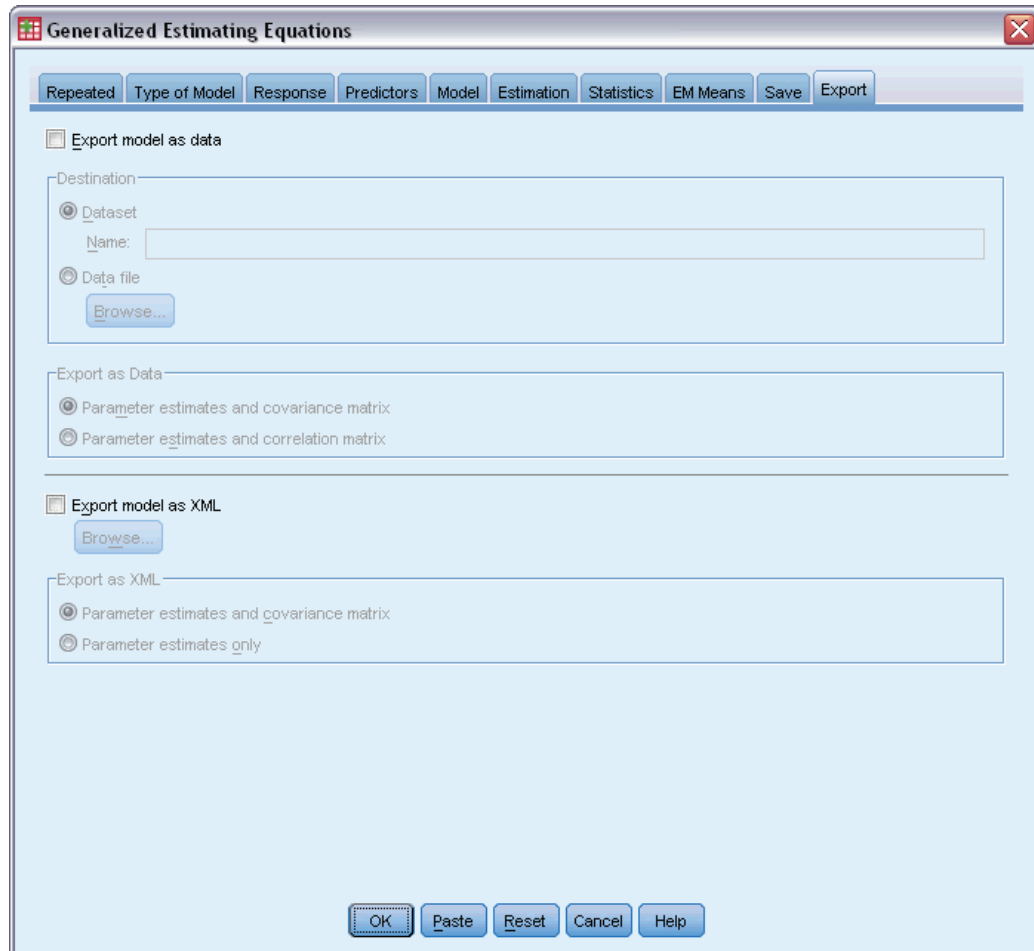 Generalized Estimating Equations
Repeated Type of Model Response Predictors Model Estimation Statistics EM Means Save Export
Export model as data
Destination
Dataset
Name:
Data file
Browse...
Export as Data
Parameter estimates and covariance matrix
Parameter estimates and correlation matrix
Export model as XML
Browse...
Export as XML
Parameter estimates and covariance matrix
Parameter estimates only
OK Paste Reset Cancel Help